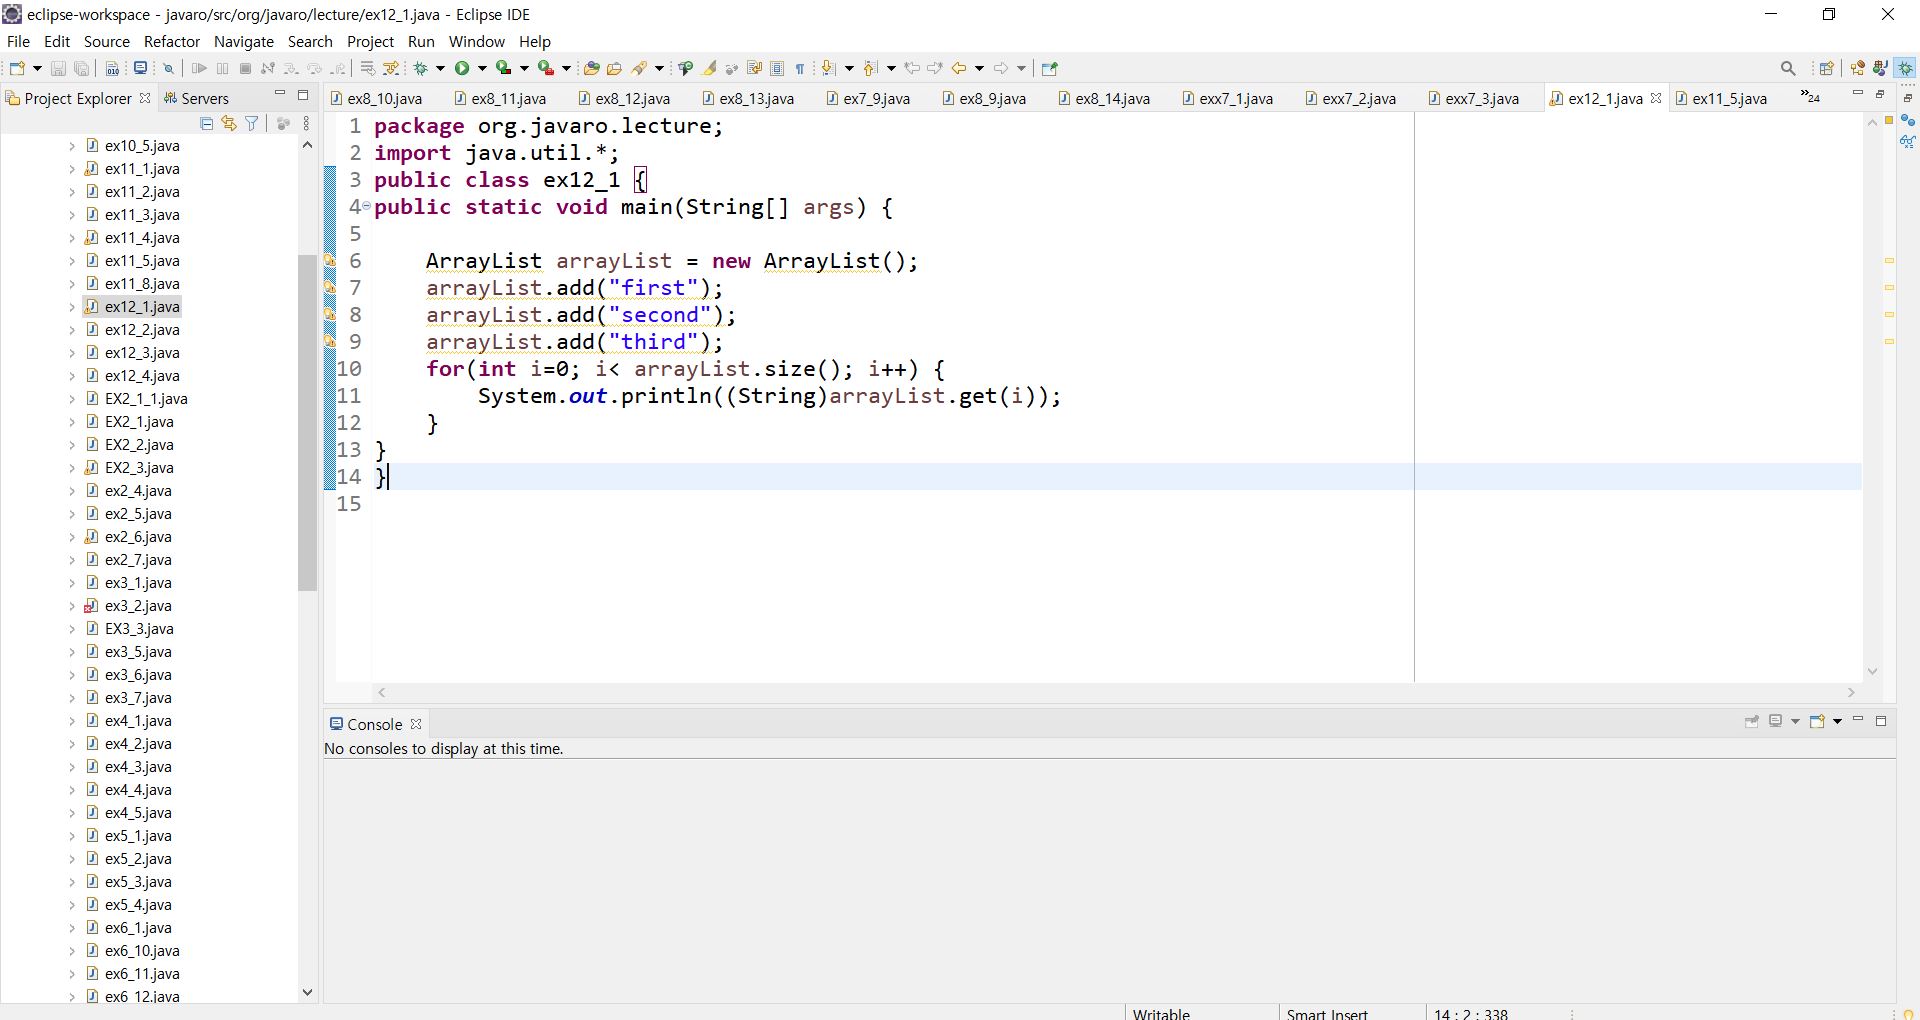 eclipse-workspace - javaro/src/org/javaro/lecture/ex12_1.java - Eclipse IDE
File Edit Source Refactor Navigate Search Project Run Window Help
Project Explorer Servers
ex10_5.java
ex11_1.java
ex11_2.java
ex11_3.java
ex11_4.java
ex11_5.java
ex11_8.java
ex12_1.java
ex12_2.java
ex12_3.java
ex12_4.java
EX2_1_1.java
EX2_1.java
EX2_2.java
EX2_3.java
ex2_4.java
ex2_5.java
ex2_6.java
ex2_7.java
ex3_1.java
ex3_2.java
EX3_3.java
ex3_5.java
ex3_6.java
ex3_7.java
ex4_1.java
ex4_2.java
ex4_3.java
ex4_4.java
ex4_5.java
ex5_1.java
ex5_2.java
ex5_3.java
ex5_4.java
ex6_1.java
ex6_10.java
ex6_11.java
ex6_12.java
ex8_10.java ex8_11.java ex8_12.java ex8_13.java ex7_9.java ex8_9.java ex8_14.java exx7_1.java exx7_2.java exx7_3.java ex12_1.java ex11_5.java »24
1 package org.javaro.lecture;
2 import java.util.*;
3 public class ex12_1 {
4 public static void main(String[] args) {
5
6 ArrayList arrayList = new ArrayList();
7 arrayList.add("first");
8 arrayList.add("second");
9 arrayList.add("third");
10 for(int i=0; i< arrayList.size(); i++) {
11 System.out.println((String)arrayList.get(i));
12 }
13 }
14 }
15
Console
No consoles to display at this time.
Writable Smart Insert 14 : 2 : 338